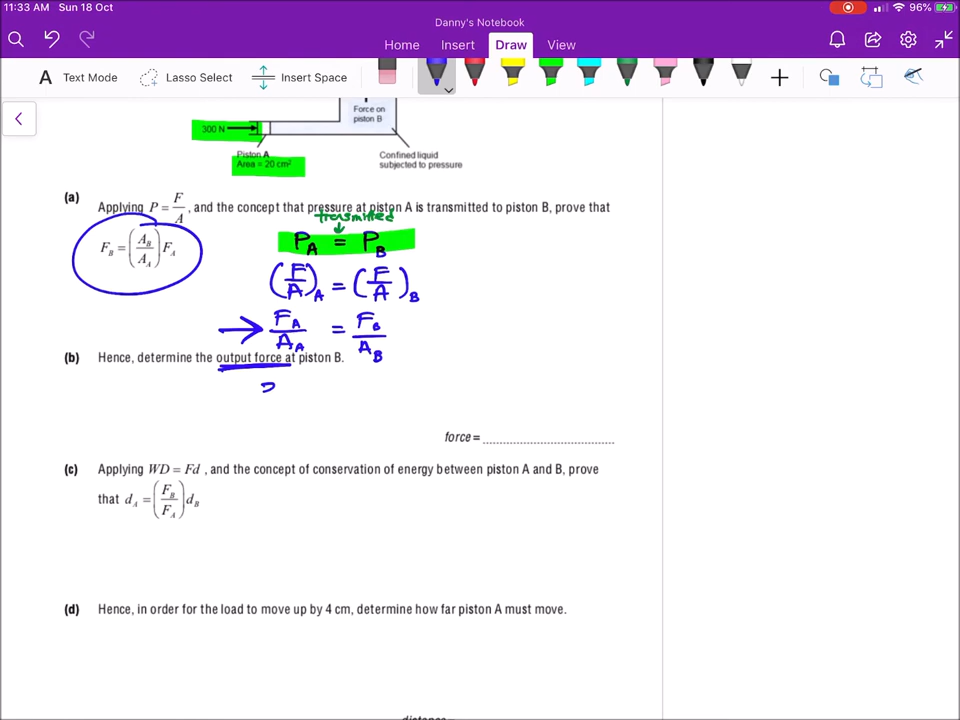 11:33 AM Sun 18 Oct
96%
Danny's Notebook
Home Insert Draw View
A Text Mode Lasso Select Insert Space
Force on
piston B
300 N
Piston A
Area = 20 cm²
Confined liquid
subjected to pressure
(a) Applying P = F/A, and the concept that pressure at piston A is transmitted to piston B, prove that
transmitted
F_B = (A_B/A_A) F_A
P_A = P_B
(F/A)_A = (F/A)_B
F_A/A_A = F_B/A_B
(b) Hence, determine the output force at piston B.
force =
(c) Applying WD = Fd, and the concept of conservation of energy between piston A and B, prove
that d_A = (F_B/F_A) d_B
(d) Hence, in order for the load to move up by 4 cm, determine how far piston A must move.
distance =